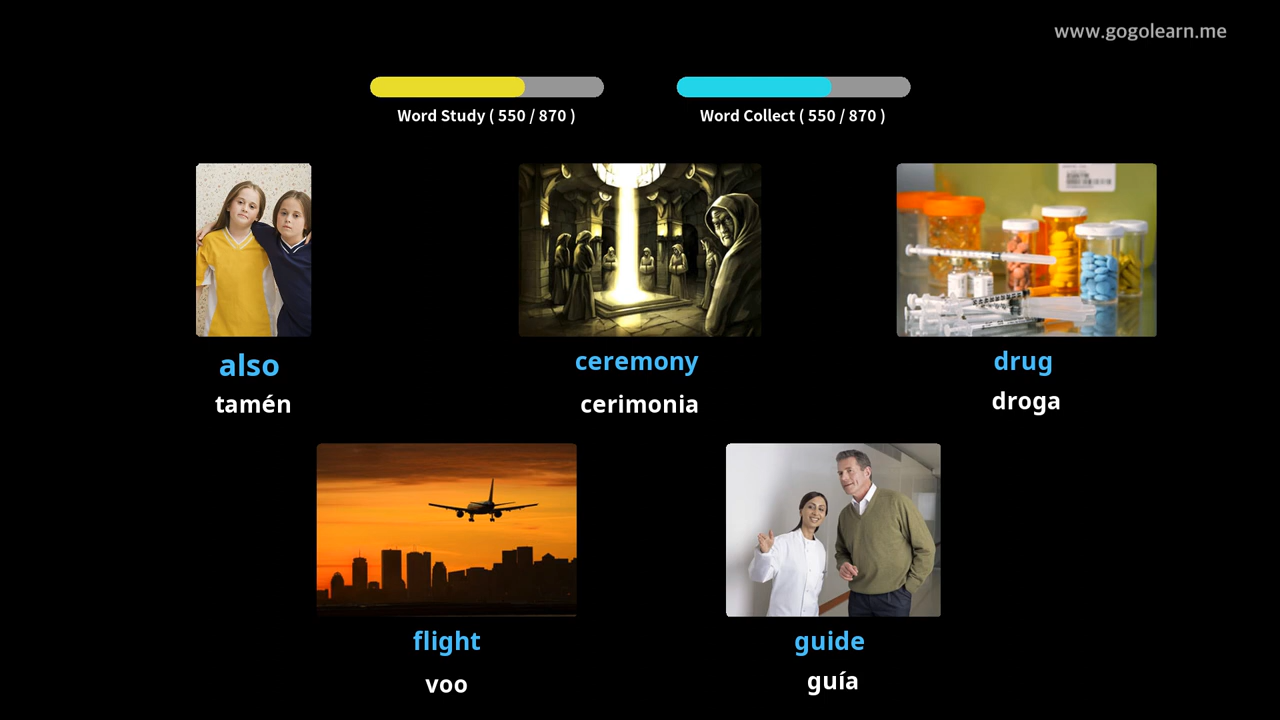 www.gogolearn.me
Word Study ( 550 / 870 )
Word Collect ( 550 / 870 )
also
tamén
ceremony
cerimonia
drug
droga
flight
voo
guide
guía